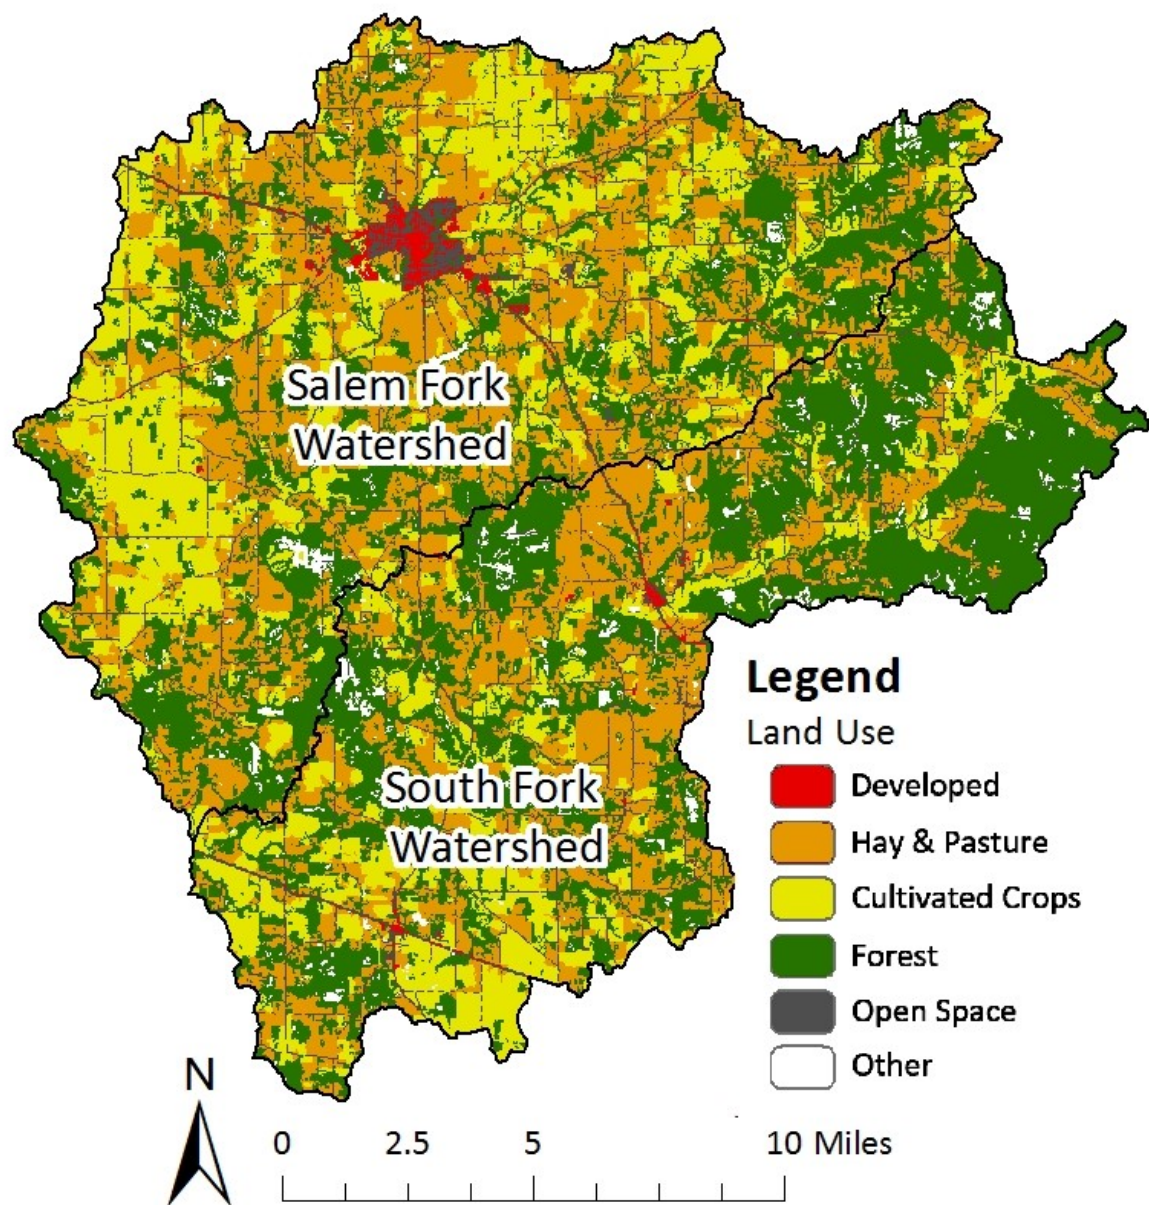 Salem Fork
Watershed
South Fork
Watershed
Legend
Land Use
Developed
Hay & Pasture
Cultivated Crops
Forest
Open Space
Other
N
0 2.5 5 10 Miles